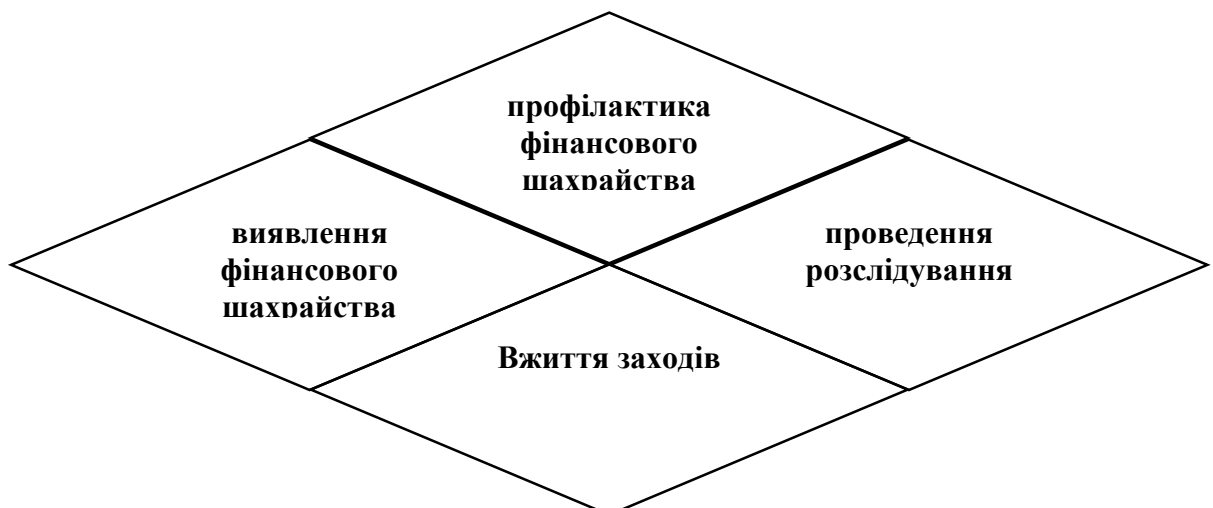 профілактика
фінансового
шахрайства
виявлення
фінансового
шахрайства
проведення
розслідування
Вжиття заходів